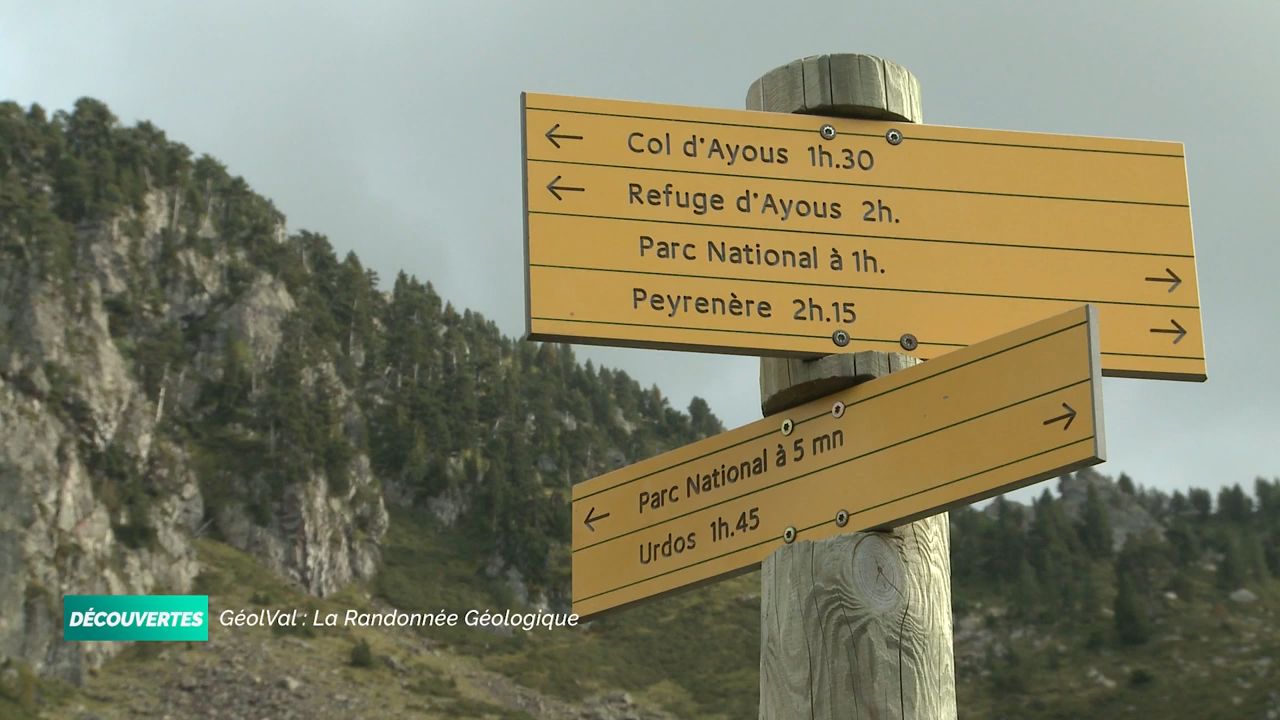 Col d'Ayous 1h.30
Refuge d'Ayous 2h.
Parc National à 1h.
Peyrenère 2h.15
Parc National à 5 mn
Urdos 1h.45
DÉCOUVERTES GéolVal : La Randonnée Géologique